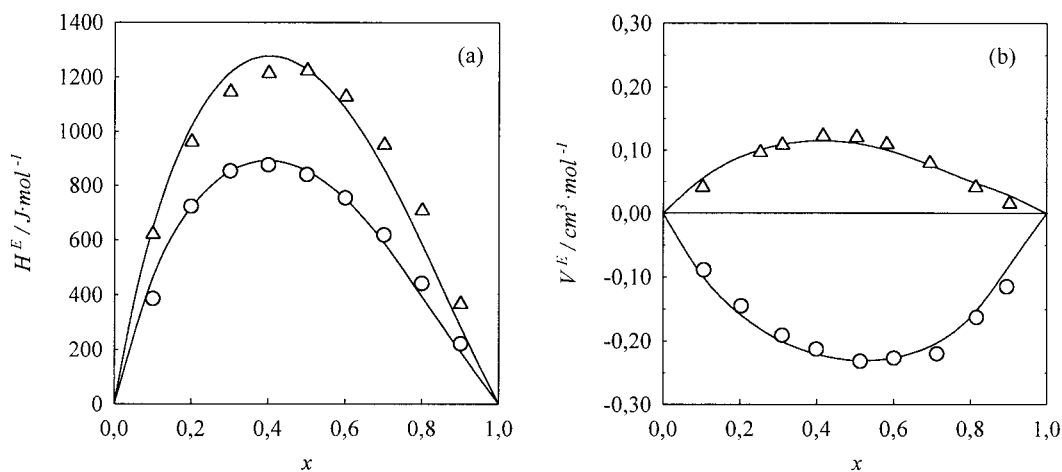 1400
1200
1000
800
600
400
200
0
H^E / J·mol^-1
(a)
0,0 0,2 0,4 0,6 0,8 1,0
x
0,30
0,20
0,10
0,00
-0,10
-0,20
-0,30
V^E / cm^3·mol^-1
(b)
0,0 0,2 0,4 0,6 0,8 1,0
x